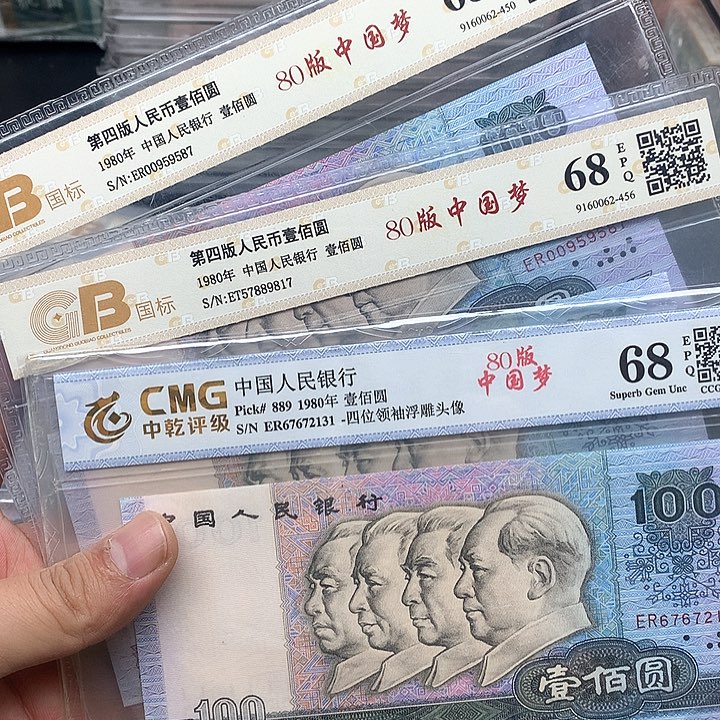 第四版人民币壹佰圆
1980年 中国人民银行 壹佰圆
S/N:ER00959587
80版中国梦
9160062-450
B 国标
第四版人民币壹佰圆
1980年 中国人民银行 壹佰圆
S/N:ET57889817
80版中国梦
68
EPQ
9160062-456
GB 国标
ER0095958
CMG
中乾评级
中国人民银行
Pick# 889 1980年 壹佰圆
S/N ER67672131 -四位领袖浮雕头像
80版
中国梦
68
EPQ
Superb Gem Unc
CCG
中国人民银行
100
ER67672
壹佰圆
100